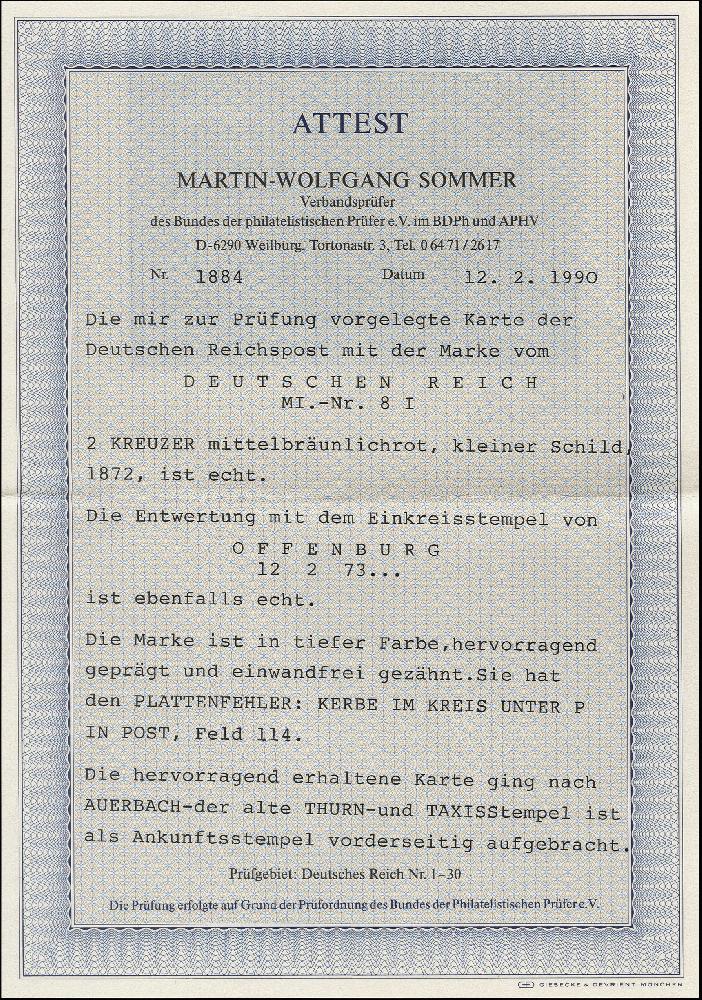 ATTEST
MARTIN-WOLFGANG SOMMER
Verbandsprüfer
des Bundes der philatelistischen Prüfer e.V. im BDPh und APHV
D-6290 Weilburg, Tortonastr. 3, Tel. 0 64 71 / 26 17
Nr. 1884 Datum 12. 2. 1990
Die mir zur Prüfung vorgelegte Karte der
Deutschen Reichspost mit der Marke vom
D E U T S C H E N R E I C H
MI.-Nr. 8 I
2 KREUZER mittelbräunlichrot, kleiner Schild,
1872, ist echt.
Die Entwertung mit dem Einkreisstempel von
O F F E N B U R G
12 2 73...
ist ebenfalls echt.
Die Marke ist in tiefer Farbe,hervorragend
geprägt und einwandfrei gezähnt.Sie hat
den PLATTENFEHLER: KERBE IM KREIS UNTER P
IN POST, Feld 114.
Die hervorragend erhaltene Karte ging nach
AUERBACH-der alte THURN-und TAXISStempel ist
als Ankunftsstempel vorderseitig aufgebracht.
Prüfgebiet: Deutsches Reich Nr. 1–30
Die Prüfung erfolgte auf Grund der Prüfordnung des Bundes der Philatelistischen Prüfer e.V.
GIESECKE & DEVRIENT MÜNCHEN